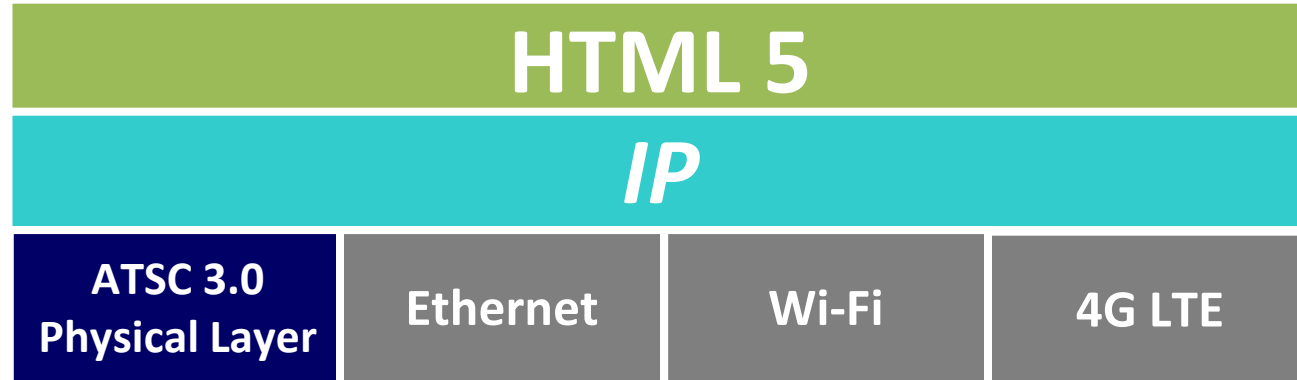 HTML 5
IP
ATSC 3.0
Physical Layer
Ethernet
Wi-Fi
4G LTE